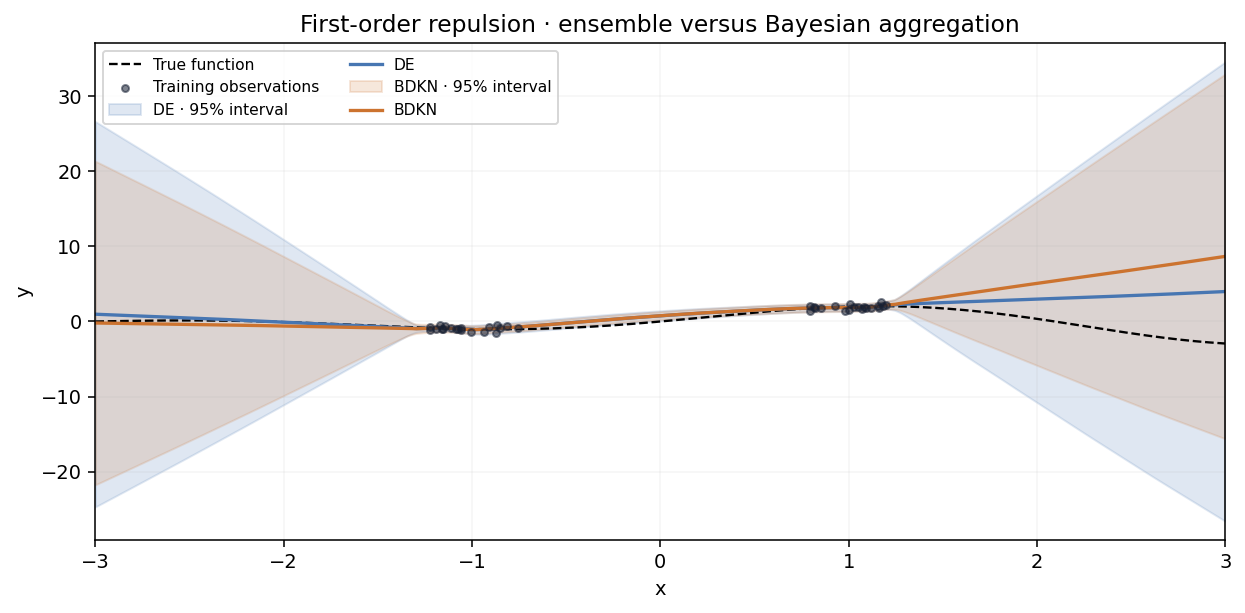 First-order repulsion · ensemble versus Bayesian aggregation
True function
Training observations
DE · 95% interval
DE
BDKN · 95% interval
BDKN
30
20
10
0
−10
−20
y
−3
−2
−1
0
1
2
3
x